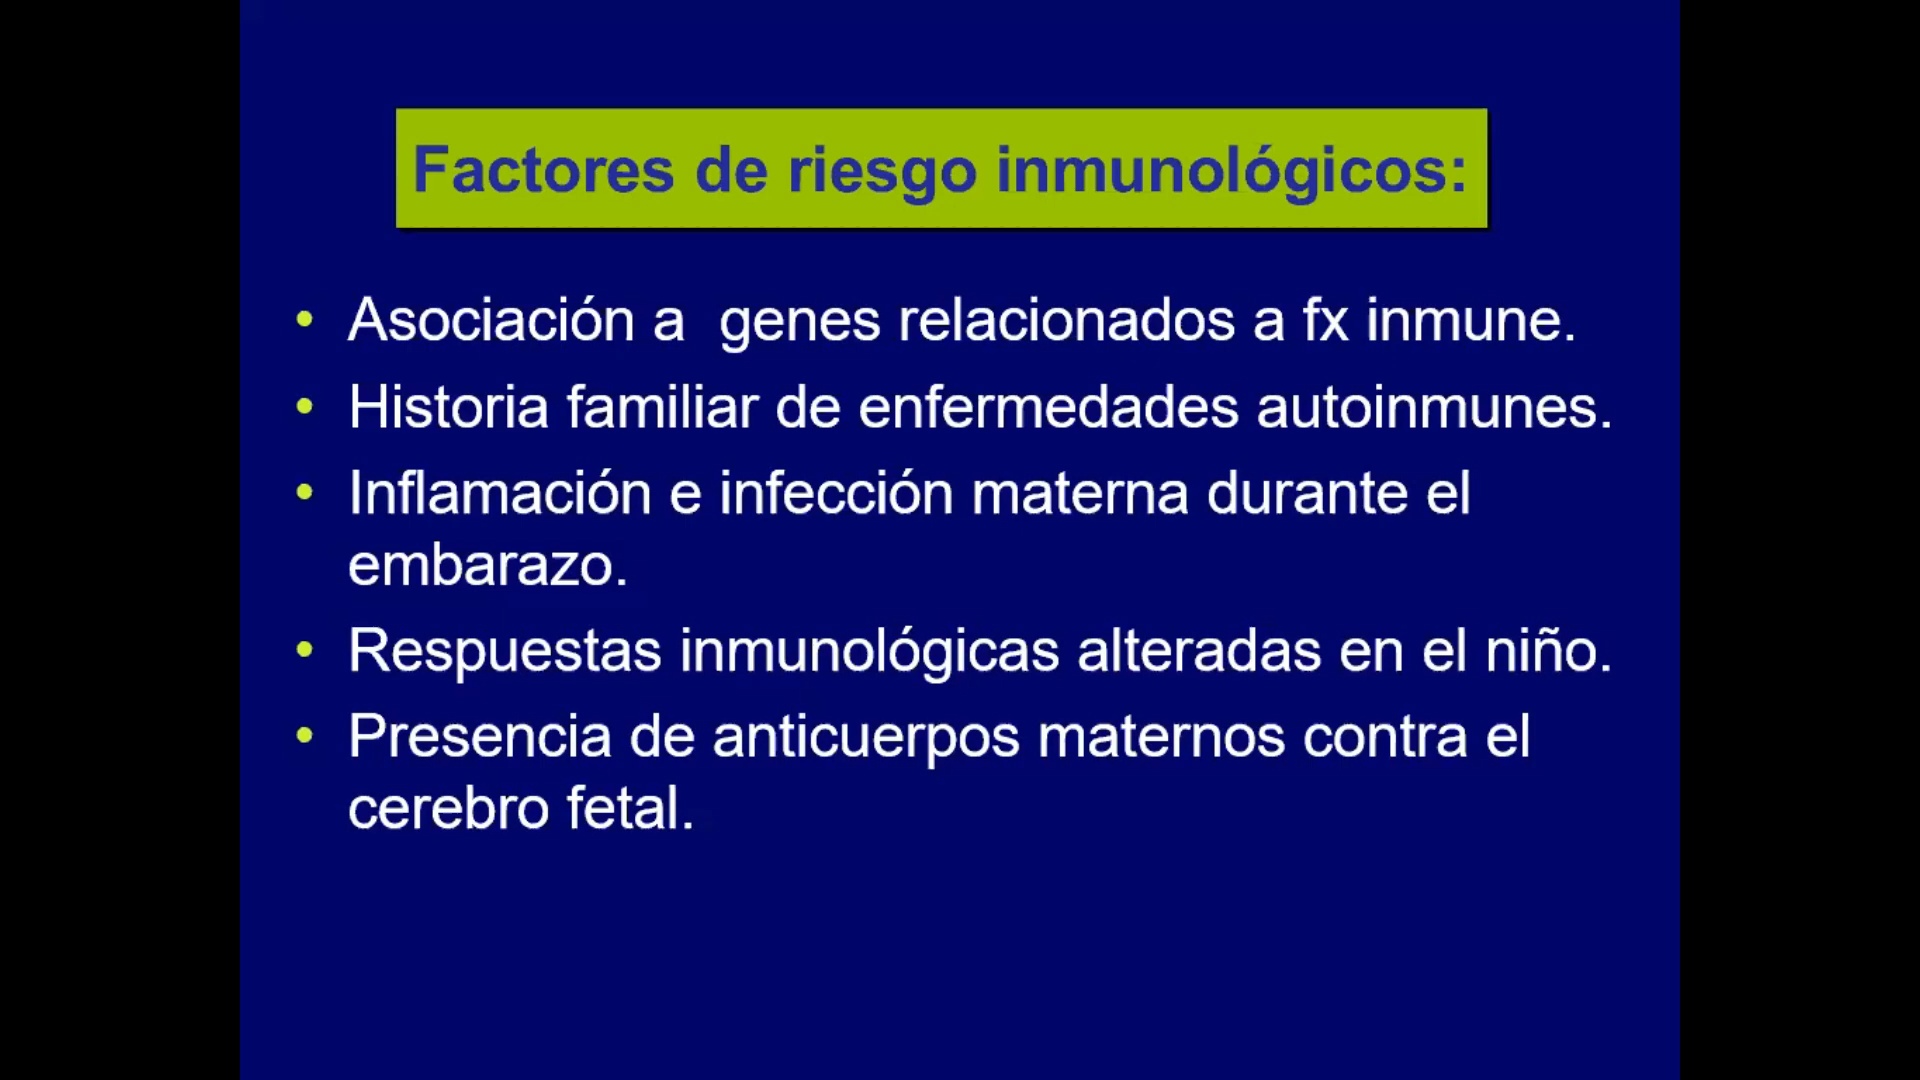 Factores de riesgo inmunológicos:
• Asociación a  genes relacionados a fx inmune.
• Historia familiar de enfermedades autoinmunes.
• Inflamación e infección materna durante el
embarazo.
• Respuestas inmunológicas alteradas en el niño.
• Presencia de anticuerpos maternos contra el
cerebro fetal.